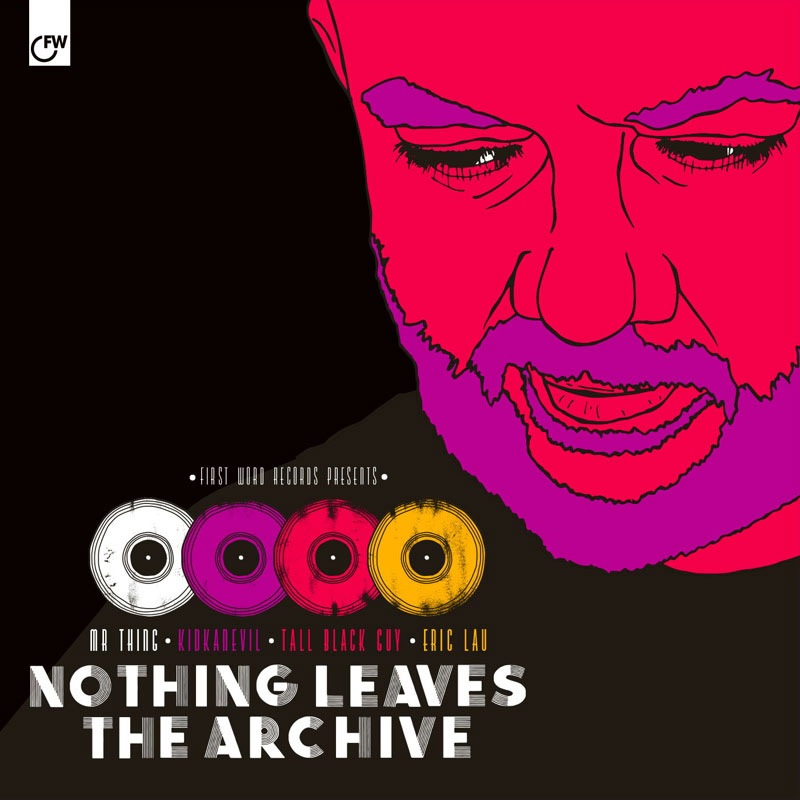 FW
•FIRST WORD RECORDS PRESENTS•
MR THING • KIDKANEVIL • TALL BLACK GUY • ERIC LAU
NOTHING LEAVES
THE ARCHIVE